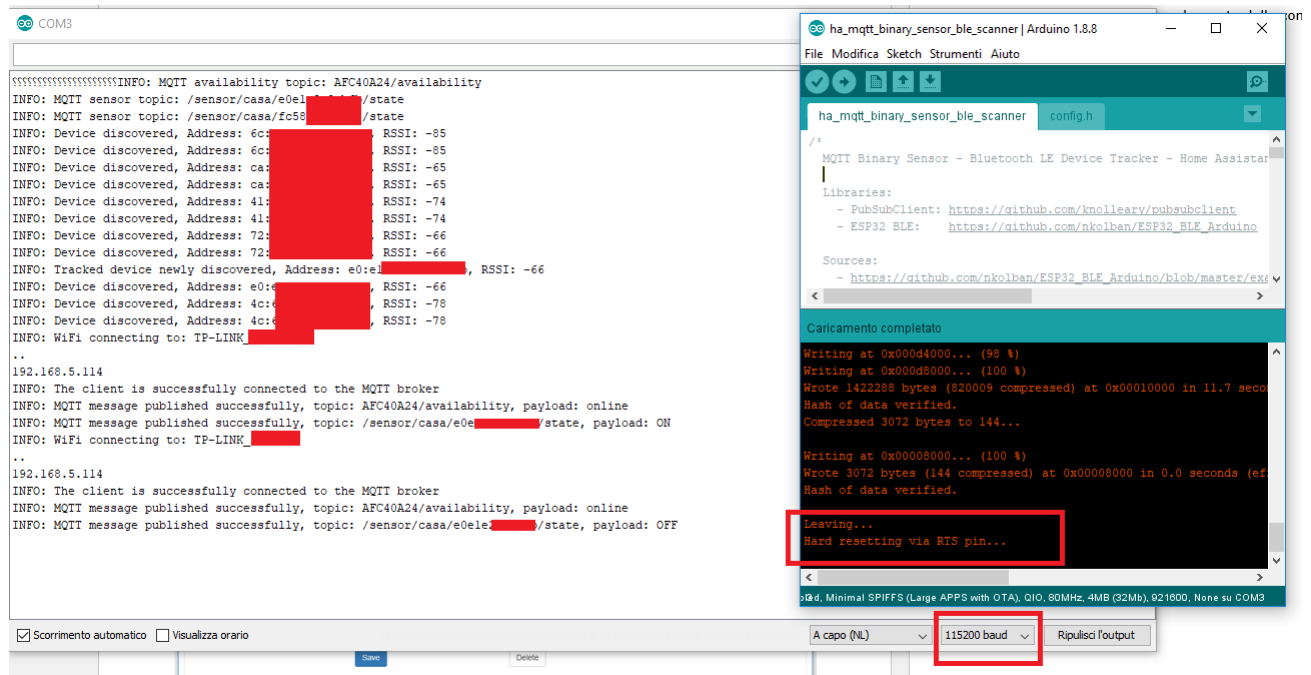 COM3
⸮⸮⸮⸮⸮⸮⸮⸮⸮⸮⸮⸮⸮⸮⸮⸮⸮⸮⸮⸮⸮INFO: MQTT availability topic: AFC40A24/availability
INFO: MQTT sensor topic: /sensor/casa/e0e1 /state
INFO: MQTT sensor topic: /sensor/casa/fc58 /state
INFO: Device discovered, Address: 6c: , RSSI: -85
INFO: Device discovered, Address: 6c: , RSSI: -85
INFO: Device discovered, Address: ca: , RSSI: -65
INFO: Device discovered, Address: ca: , RSSI: -65
INFO: Device discovered, Address: 41: , RSSI: -74
INFO: Device discovered, Address: 41: , RSSI: -74
INFO: Device discovered, Address: 72: , RSSI: -66
INFO: Device discovered, Address: 72: , RSSI: -66
INFO: Tracked device newly discovered, Address: e0:e1 , RSSI: -66
INFO: Device discovered, Address: e0:e , RSSI: -66
INFO: Device discovered, Address: 4c:6 , RSSI: -78
INFO: Device discovered, Address: 4c:6 , RSSI: -78
INFO: WiFi connecting to: TP-LINK_
..
192.168.5.114
INFO: The client is successfully connected to the MQTT broker
INFO: MQTT message published successfully, topic: AFC40A24/availability, payload: online
INFO: MQTT message published successfully, topic: /sensor/casa/e0e /state, payload: ON
INFO: WiFi connecting to: TP-LINK_
..
192.168.5.114
INFO: The client is successfully connected to the MQTT broker
INFO: MQTT message published successfully, topic: AFC40A24/availability, payload: online
INFO: MQTT message published successfully, topic: /sensor/casa/e0e1e /state, payload: OFF
Scorrimento automatico Visualizza orario
A capo (NL) 115200 baud Ripulisci l'output
Save Delete
ha_mqtt_binary_sensor_ble_scanner | Arduino 1.8.8
File Modifica Sketch Strumenti Aiuto
ha_mqtt_binary_sensor_ble_scanner config.h
/*
MQTT Binary Sensor - Bluetooth LE Device Tracker - Home Assistan
Libraries:
- PubSubClient: https://github.com/knolleary/pubsubclient
- ESP32 BLE: https://github.com/nkolban/ESP32_BLE_Arduino
Sources:
- https://github.com/nkolban/ESP32_BLE_Arduino/blob/master/exa
Caricamento completato
Writing at 0x000d4000... (98 %)
Writing at 0x000d8000... (100 %)
Wrote 1422288 bytes (820009 compressed) at 0x00010000 in 11.7 seco
Hash of data verified.
Compressed 3072 bytes to 144...
Writing at 0x00008000... (100 %)
Wrote 3072 bytes (144 compressed) at 0x00008000 in 0.0 seconds (ef
Hash of data verified.
Leaving...
Hard resetting via RTS pin...
d, Minimal SPIFFS (Large APPS with OTA), QIO, 80MHz, 4MB (32Mb), 921600, None su COM3